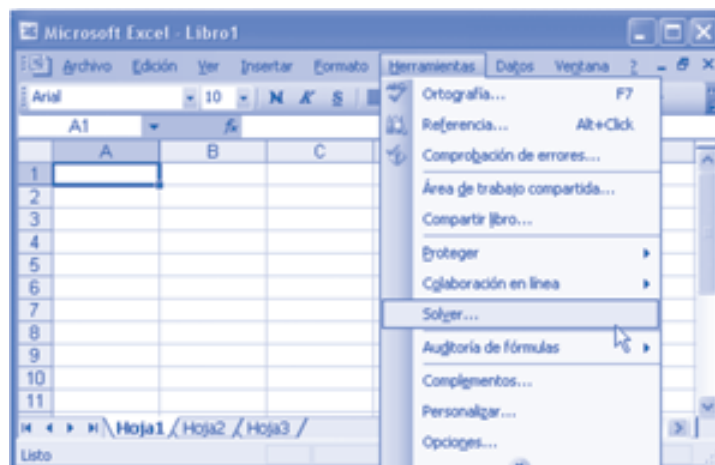 Microsoft Excel - Libro1
Archivo Edición Ver Insertar Formato Herramientas Datos Ventana ?
Arial 10 N K S
A1 fx
A B C
1
2
3
4
5
6
7
8
9
10
11
Ortografía... F7
Referencia... Alt+Click
Comprobación de errores...
Área de trabajo compartida...
Compartir libro...
Proteger
Colaboración en línea
Solver...
Auditoría de fórmulas
Complementos...
Personalizar...
Opciones...
Hoja1 Hoja2 Hoja3
Listo